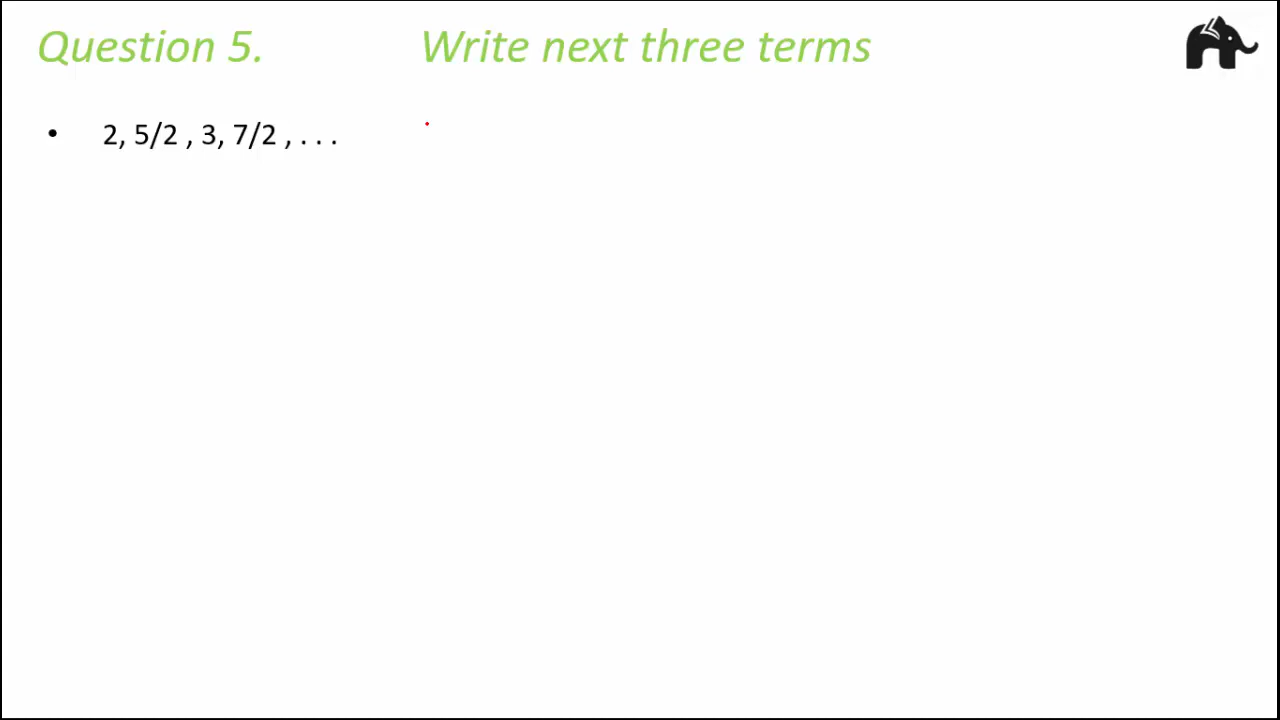 Question 5. Write next three terms
• 2, 5/2 , 3, 7/2 , . . .